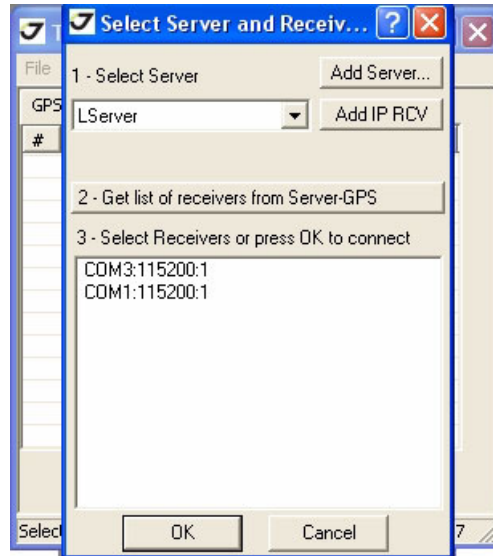 Select Server and Receiv...
File
1 - Select Server
Add Server...
GPS
LServer
Add IP RCV
#
2 - Get list of receivers from Server-GPS
3 - Select Receivers or press OK to connect
COM3:115200:1
COM1:115200:1
Selec
OK
Cancel
7